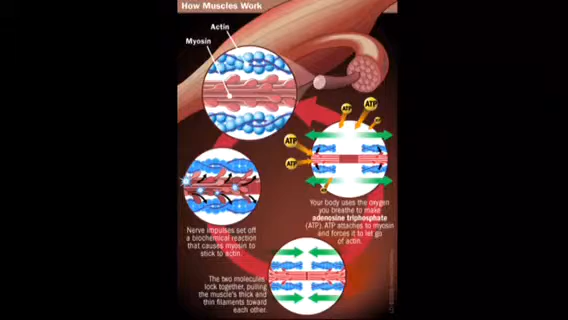 How Muscles Work
Actin
Myosin
ATP
ATP
ATP
ATP
Your body uses the oxygen
you breathe to make
adenosine triphosphate
(ATP). ATP attaches to myosin
and forces it to let go
of actin.
Nerve impulses set off
a biochemical reaction
that causes myosin to
stick to actin.
The two molecules
lock together, pulling
the muscle's thick and
thin filaments toward
each other.